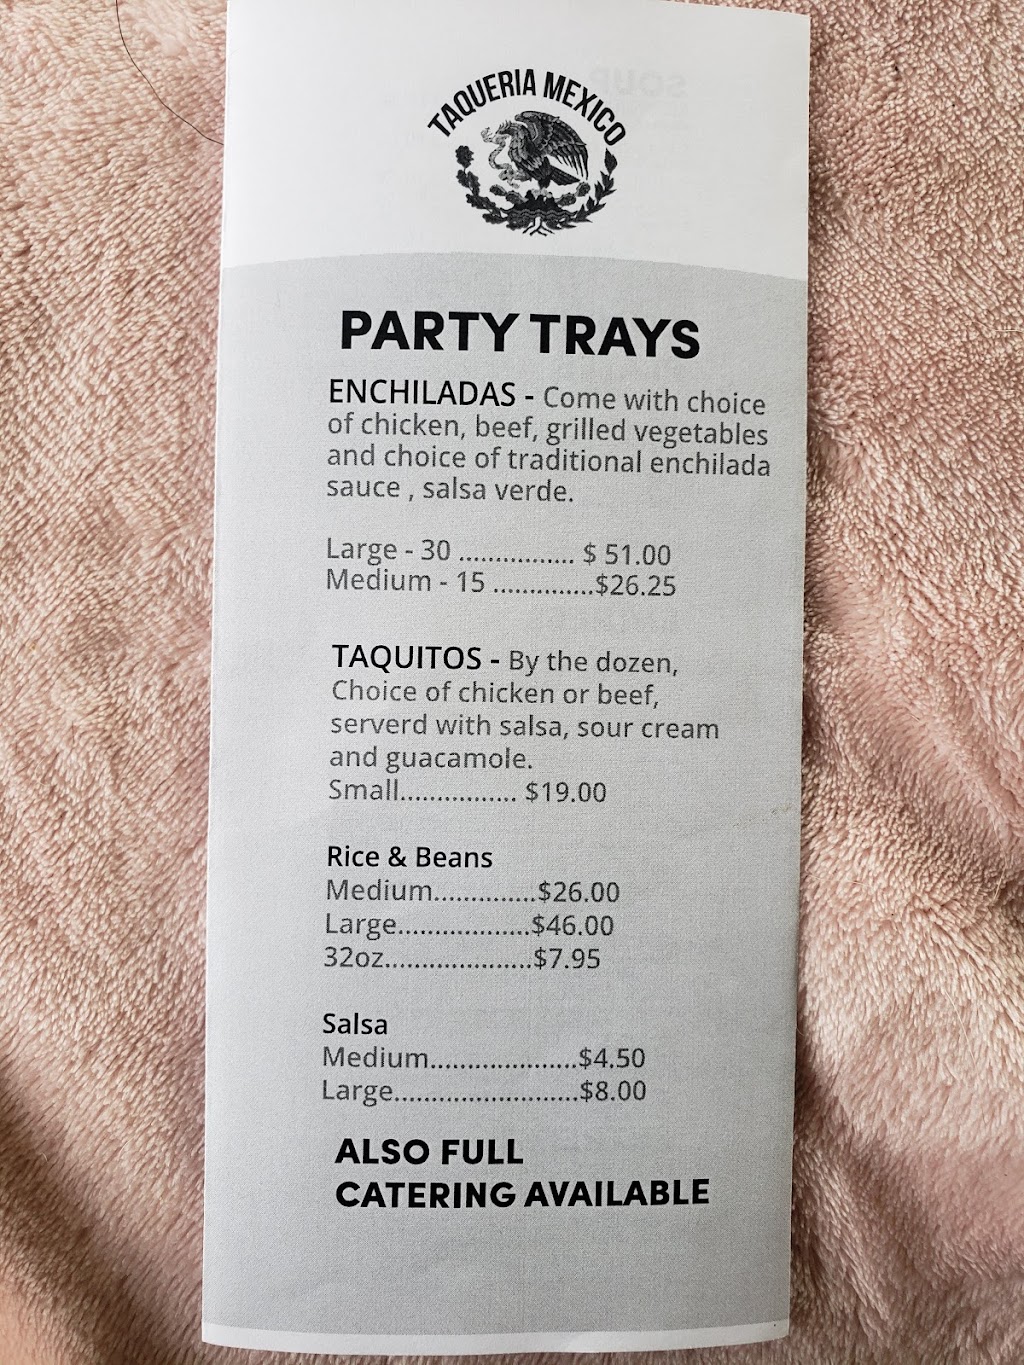 TAQUERIA MEXICO
PARTY TRAYS
ENCHILADAS - Come with choice
of chicken, beef, grilled vegetables
and choice of traditional enchilada
sauce , salsa verde.
Large - 30 ................ $ 51.00
Medium - 15 ..............$26.25
TAQUITOS - By the dozen,
Choice of chicken or beef,
serverd with salsa, sour cream
and guacamole.
Small................ $19.00
Rice & Beans
Medium..............$26.00
Large..................$46.00
32oz....................$7.95
Salsa
Medium....................$4.50
Large.........................$8.00
ALSO FULL
CATERING AVAILABLE